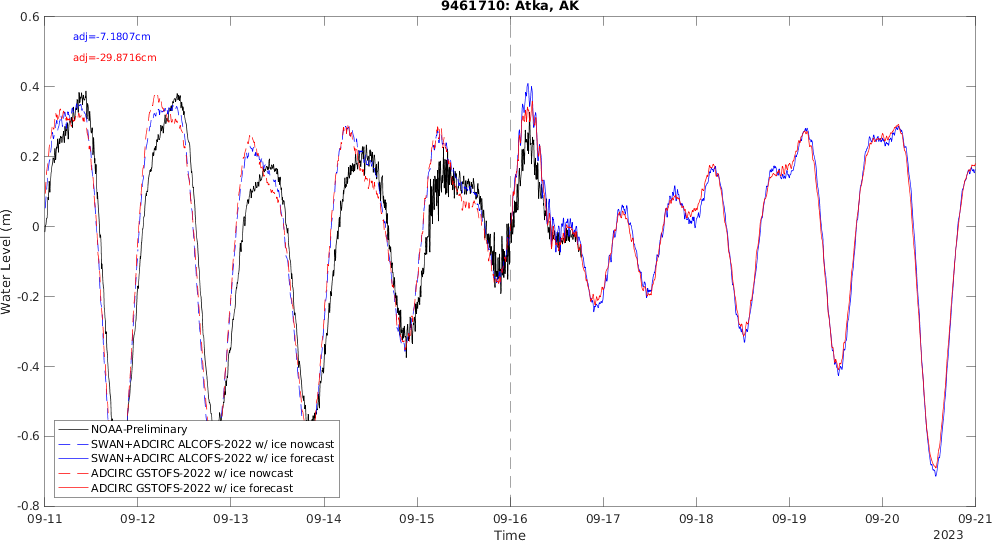 9461710: Atka, AK
adj=-7.1807cm
adj=-29.8716cm
0.6
0.4
0.2
0
-0.2
-0.4
-0.6
-0.8
Water Level (m)
NOAA-Preliminary
SWAN+ADCIRC ALCOFS-2022 w/ ice nowcast
SWAN+ADCIRC ALCOFS-2022 w/ ice forecast
ADCIRC GSTOFS-2022 w/ ice nowcast
ADCIRC GSTOFS-2022 w/ ice forecast
09-11 09-12 09-13 09-14 09-15 09-16 09-17 09-18 09-19 09-20 09-21
Time
2023